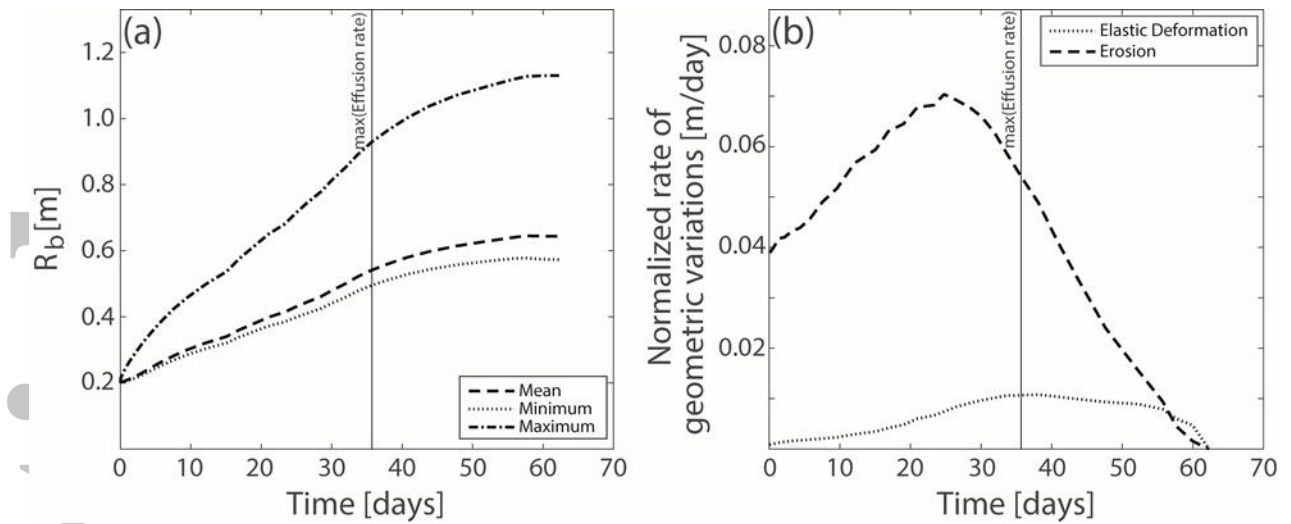 (a)
max(Effusion rate)
1.2
1.0
0.8
0.6
0.4
0.2
R_b [m]
Mean
Minimum
Maximum
0 10 20 30 40 50 60 70
Time [days]
(b)
Elastic Deformation
Erosion
max(Effusion rate)
0.08
0.06
0.04
0.02
Normalized rate of
geometric variations [m/day]
0 10 20 30 40 50 60 70
Time [days]